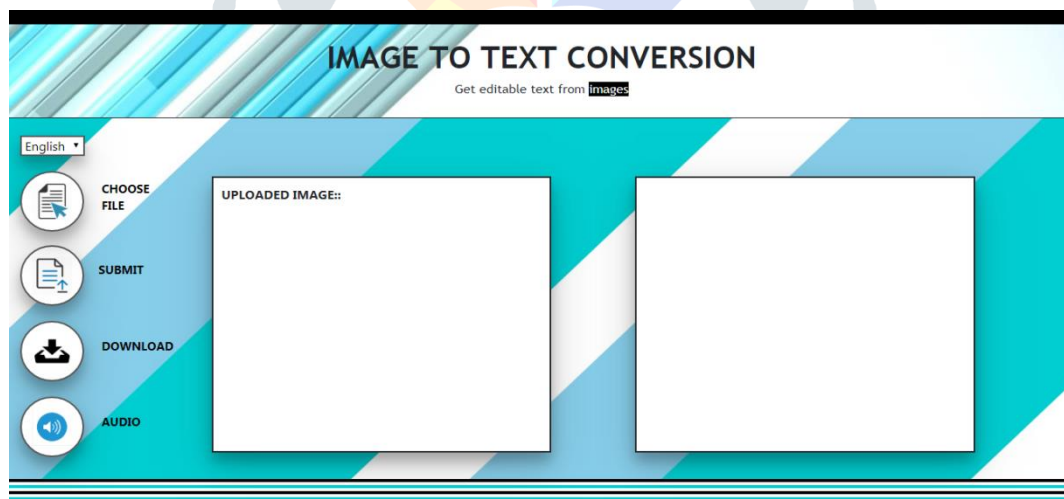 IMAGE TO TEXT CONVERSION
Get editable text from images
English
CHOOSE
FILE
UPLOADED IMAGE::
SUBMIT
DOWNLOAD
AUDIO